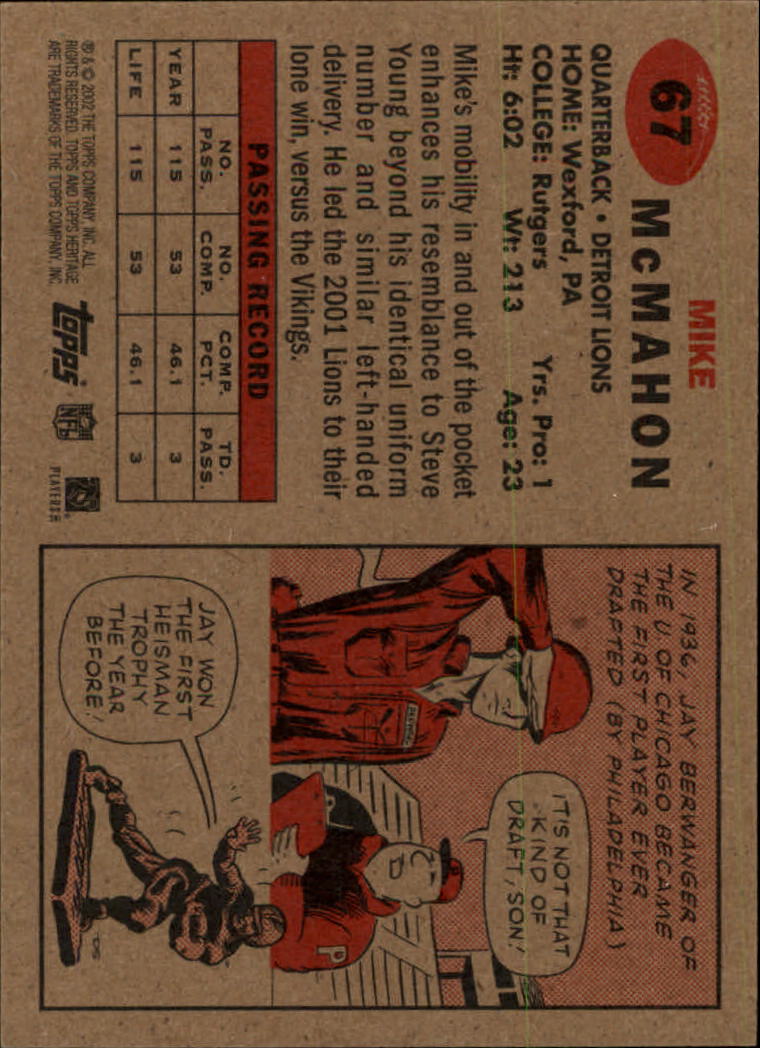 67
MIKE
McMAHON
QUARTERBACK • DETROIT LIONS
HOME: Wexford, PA
COLLEGE: Rutgers Yrs. Pro: 1
Ht: 6:02 Wt: 213 Age: 23
Mike's mobility in and out of the pocket
enhances his resemblance to Steve
Young beyond his identical uniform
number and similar left-handed
delivery. He led the 2001 Lions to their
lone win, versus the Vikings.
PASSING RECORD
NO. PASS. NO. COMP. COMP. PCT. TD. PASS.
YEAR 115 53 46.1 3
LIFE 115 53 46.1 3
® & © 2002 THE TOPPS COMPANY, INC. ALL
RIGHTS RESERVED. TOPPS AND TOPPS HERITAGE
ARE TRADEMARKS OF THE TOPPS COMPANY, INC.
topps
NFL
PLAYERS
IN 1936, JAY BERWANGER OF
THE U OF CHICAGO BECAME
THE FIRST PLAYER EVER
DRAFTED (BY PHILADELPHIA)
IT'S NOT THAT
KIND OF
DRAFT, SON!
P
P
JAY WON
THE FIRST
HEISMAN
TROPHY
THE YEAR
BEFORE!